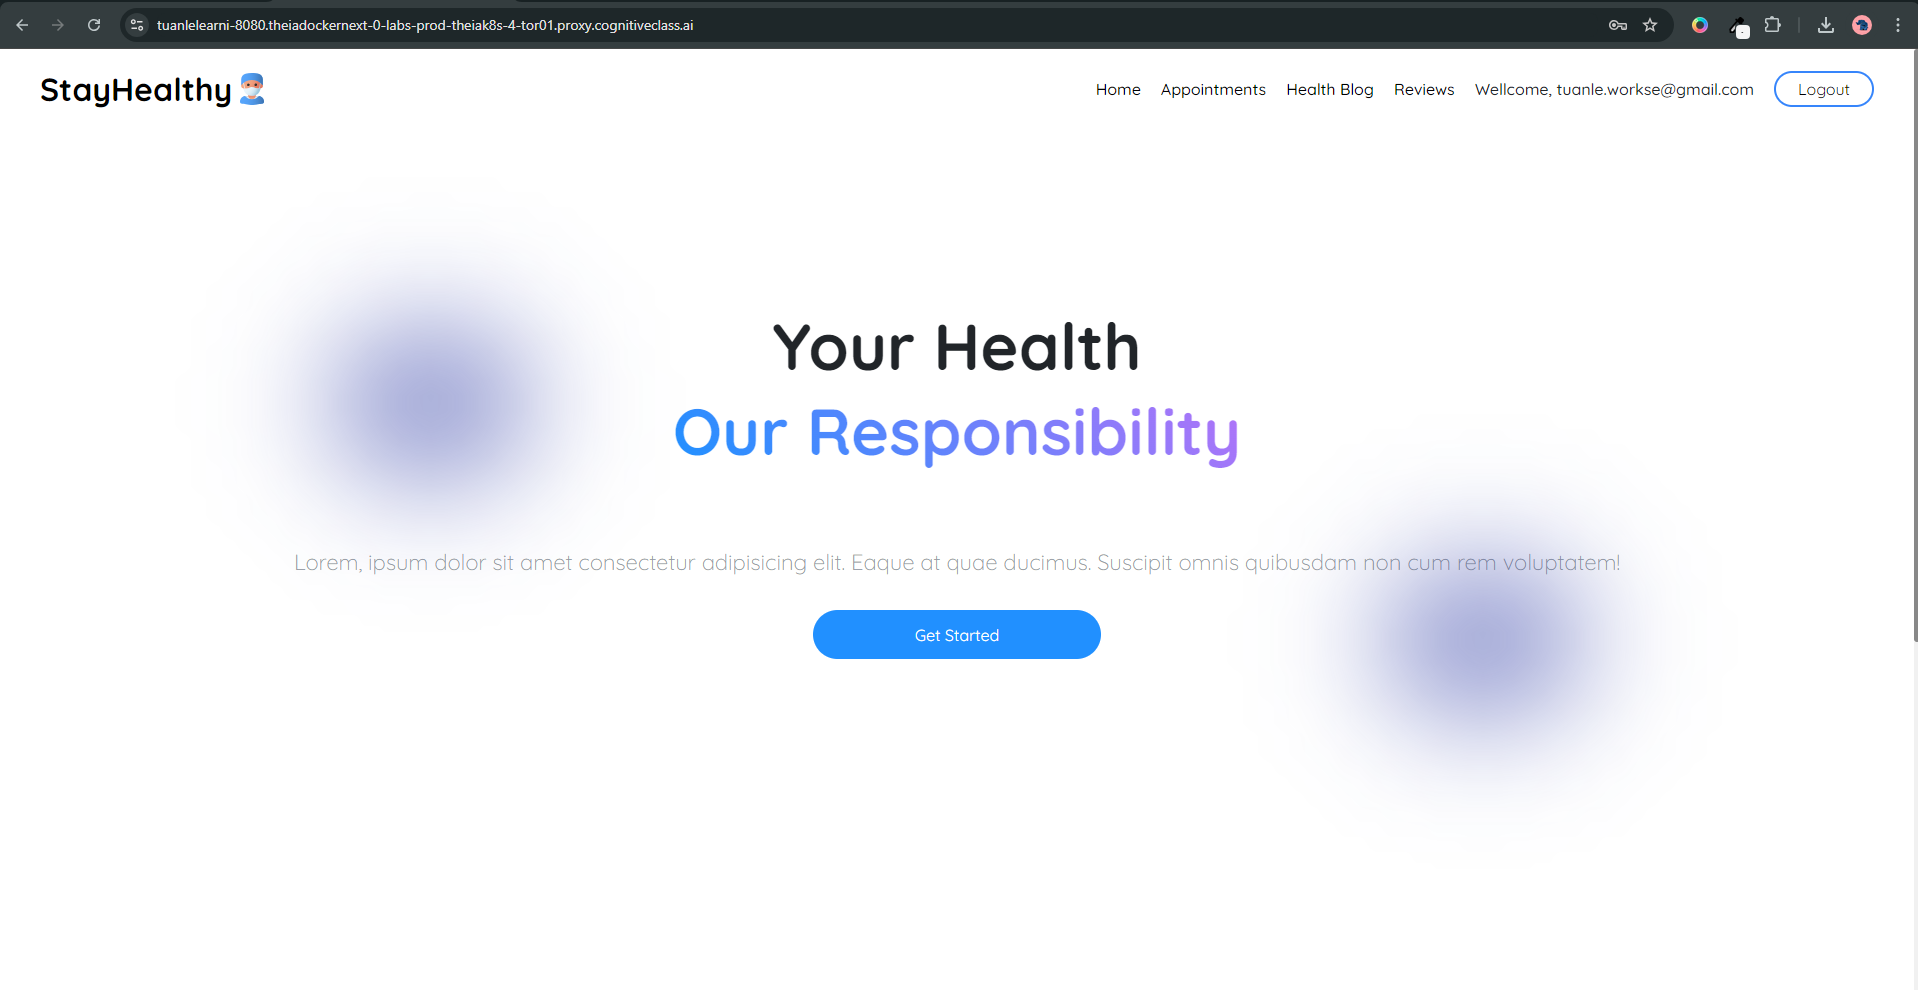 tuanlelearni-8080.theiadockernext-0-labs-prod-theiak8s-4-tor01.proxy.cognitiveclass.ai
StayHealthy
Home Appointments Health Blog Reviews Wellcome, tuanle.workse@gmail.com Logout
Your Health
Our Responsibility
Lorem, ipsum dolor sit amet consectetur adipisicing elit. Eaque at quae ducimus. Suscipit omnis quibusdam non cum rem voluptatem!
Get Started